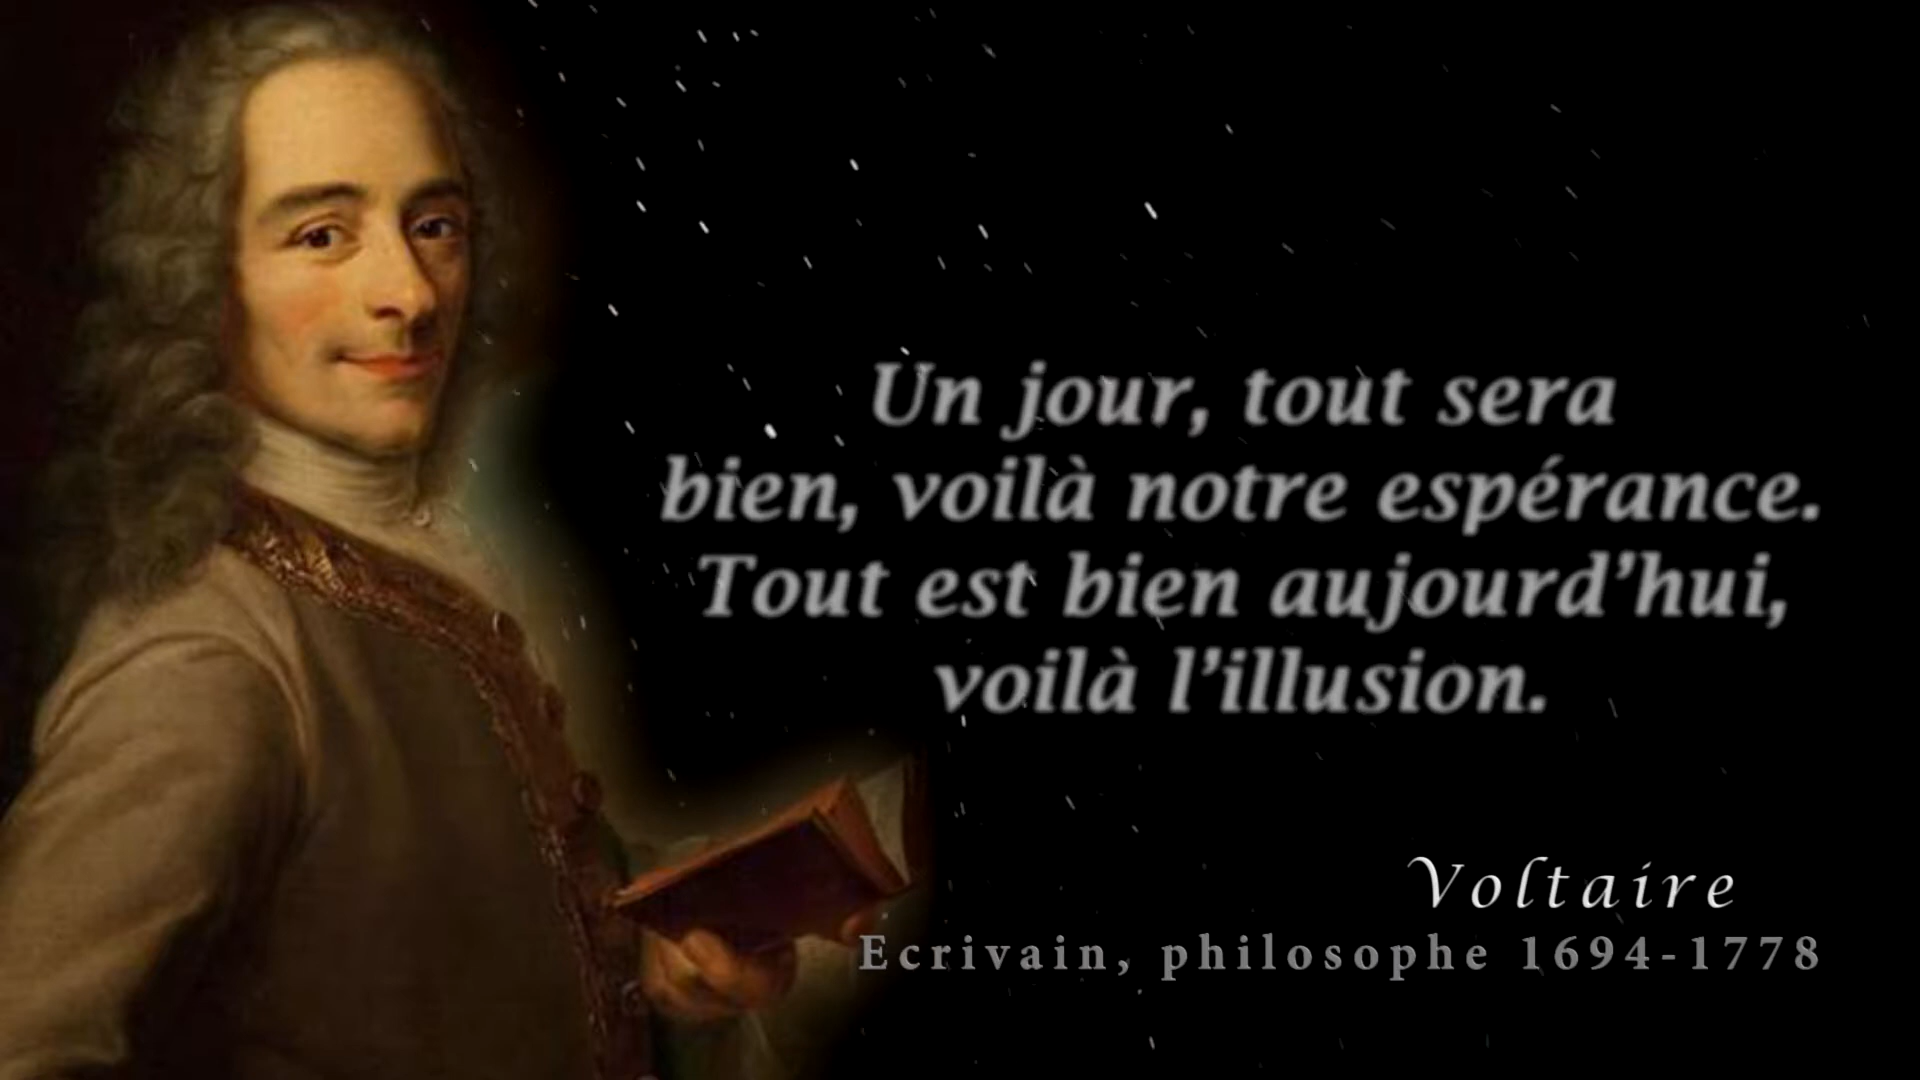 Un jour, tout sera
bien, voilà notre espérance.
Tout est bien aujourd’hui,
voilà l’illusion.
Voltaire
Ecrivain, philosophe 1694-1778